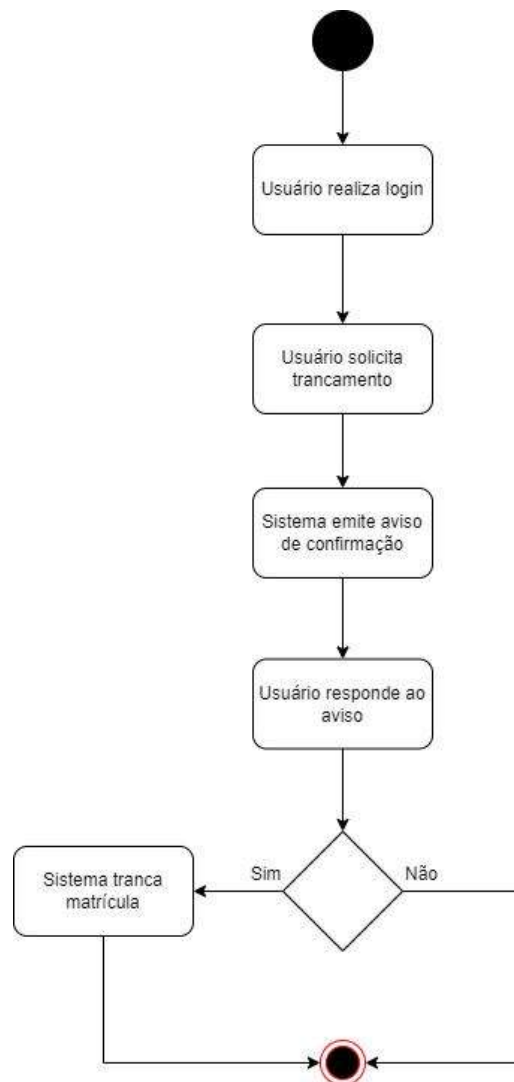 Usuário realiza login
Usuário solicita
trancamento
Sistema emite aviso
de confirmação
Usuário responde ao
aviso
Sim
Não
Sistema tranca
matrícula